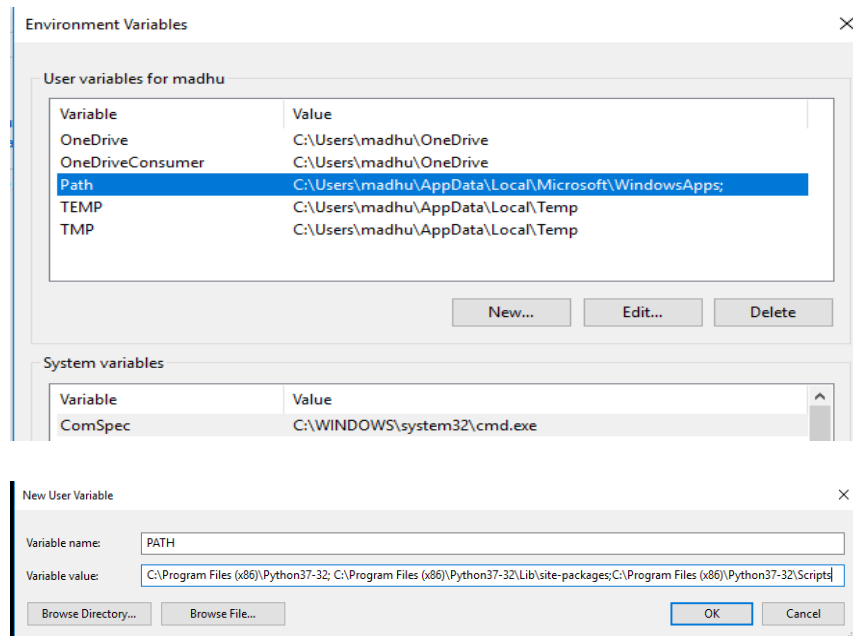 Environment Variables
User variables for madhu
Variable Value
OneDrive C:\Users\madhu\OneDrive
OneDriveConsumer C:\Users\madhu\OneDrive
Path C:\Users\madhu\AppData\Local\Microsoft\WindowsApps;
TEMP C:\Users\madhu\AppData\Local\Temp
TMP C:\Users\madhu\AppData\Local\Temp
New... Edit... Delete
System variables
Variable Value
ComSpec C:\WINDOWS\system32\cmd.exe
New User Variable
Variable name: PATH
Variable value: C:\Program Files (x86)\Python37-32; C:\Program Files (x86)\Python37-32\Lib\site-packages;C:\Program Files (x86)\Python37-32\Scripts
Browse Directory... Browse File... OK Cancel